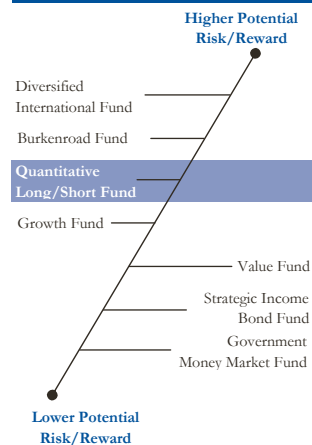 Higher Potential
Risk/Reward
Diversified
International Fund
Burkenroad Fund
Quantitative
Long/Short Fund
Growth Fund
Value Fund
Strategic Income
Bond Fund
Government
Money Market Fund
Lower Potential
Risk/Reward